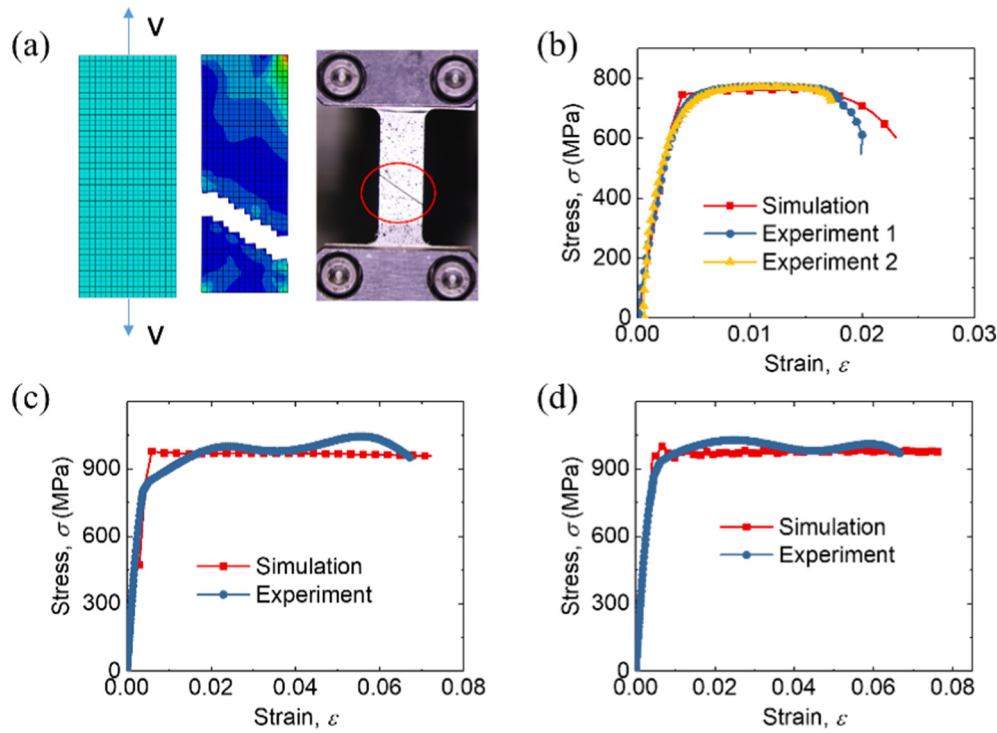 (a)
V
V
(b)
Stress, σ (MPa)
800
600
400
200
0
Simulation
Experiment 1
Experiment 2
0.00 0.01 0.02 0.03
Strain, ε
(c)
Stress, σ (MPa)
900
600
300
0
Simulation
Experiment
0.00 0.02 0.04 0.06 0.08
Strain, ε
(d)
Stress, σ (MPa)
900
600
300
0
Simulation
Experiment
0.00 0.02 0.04 0.06 0.08
Strain, ε